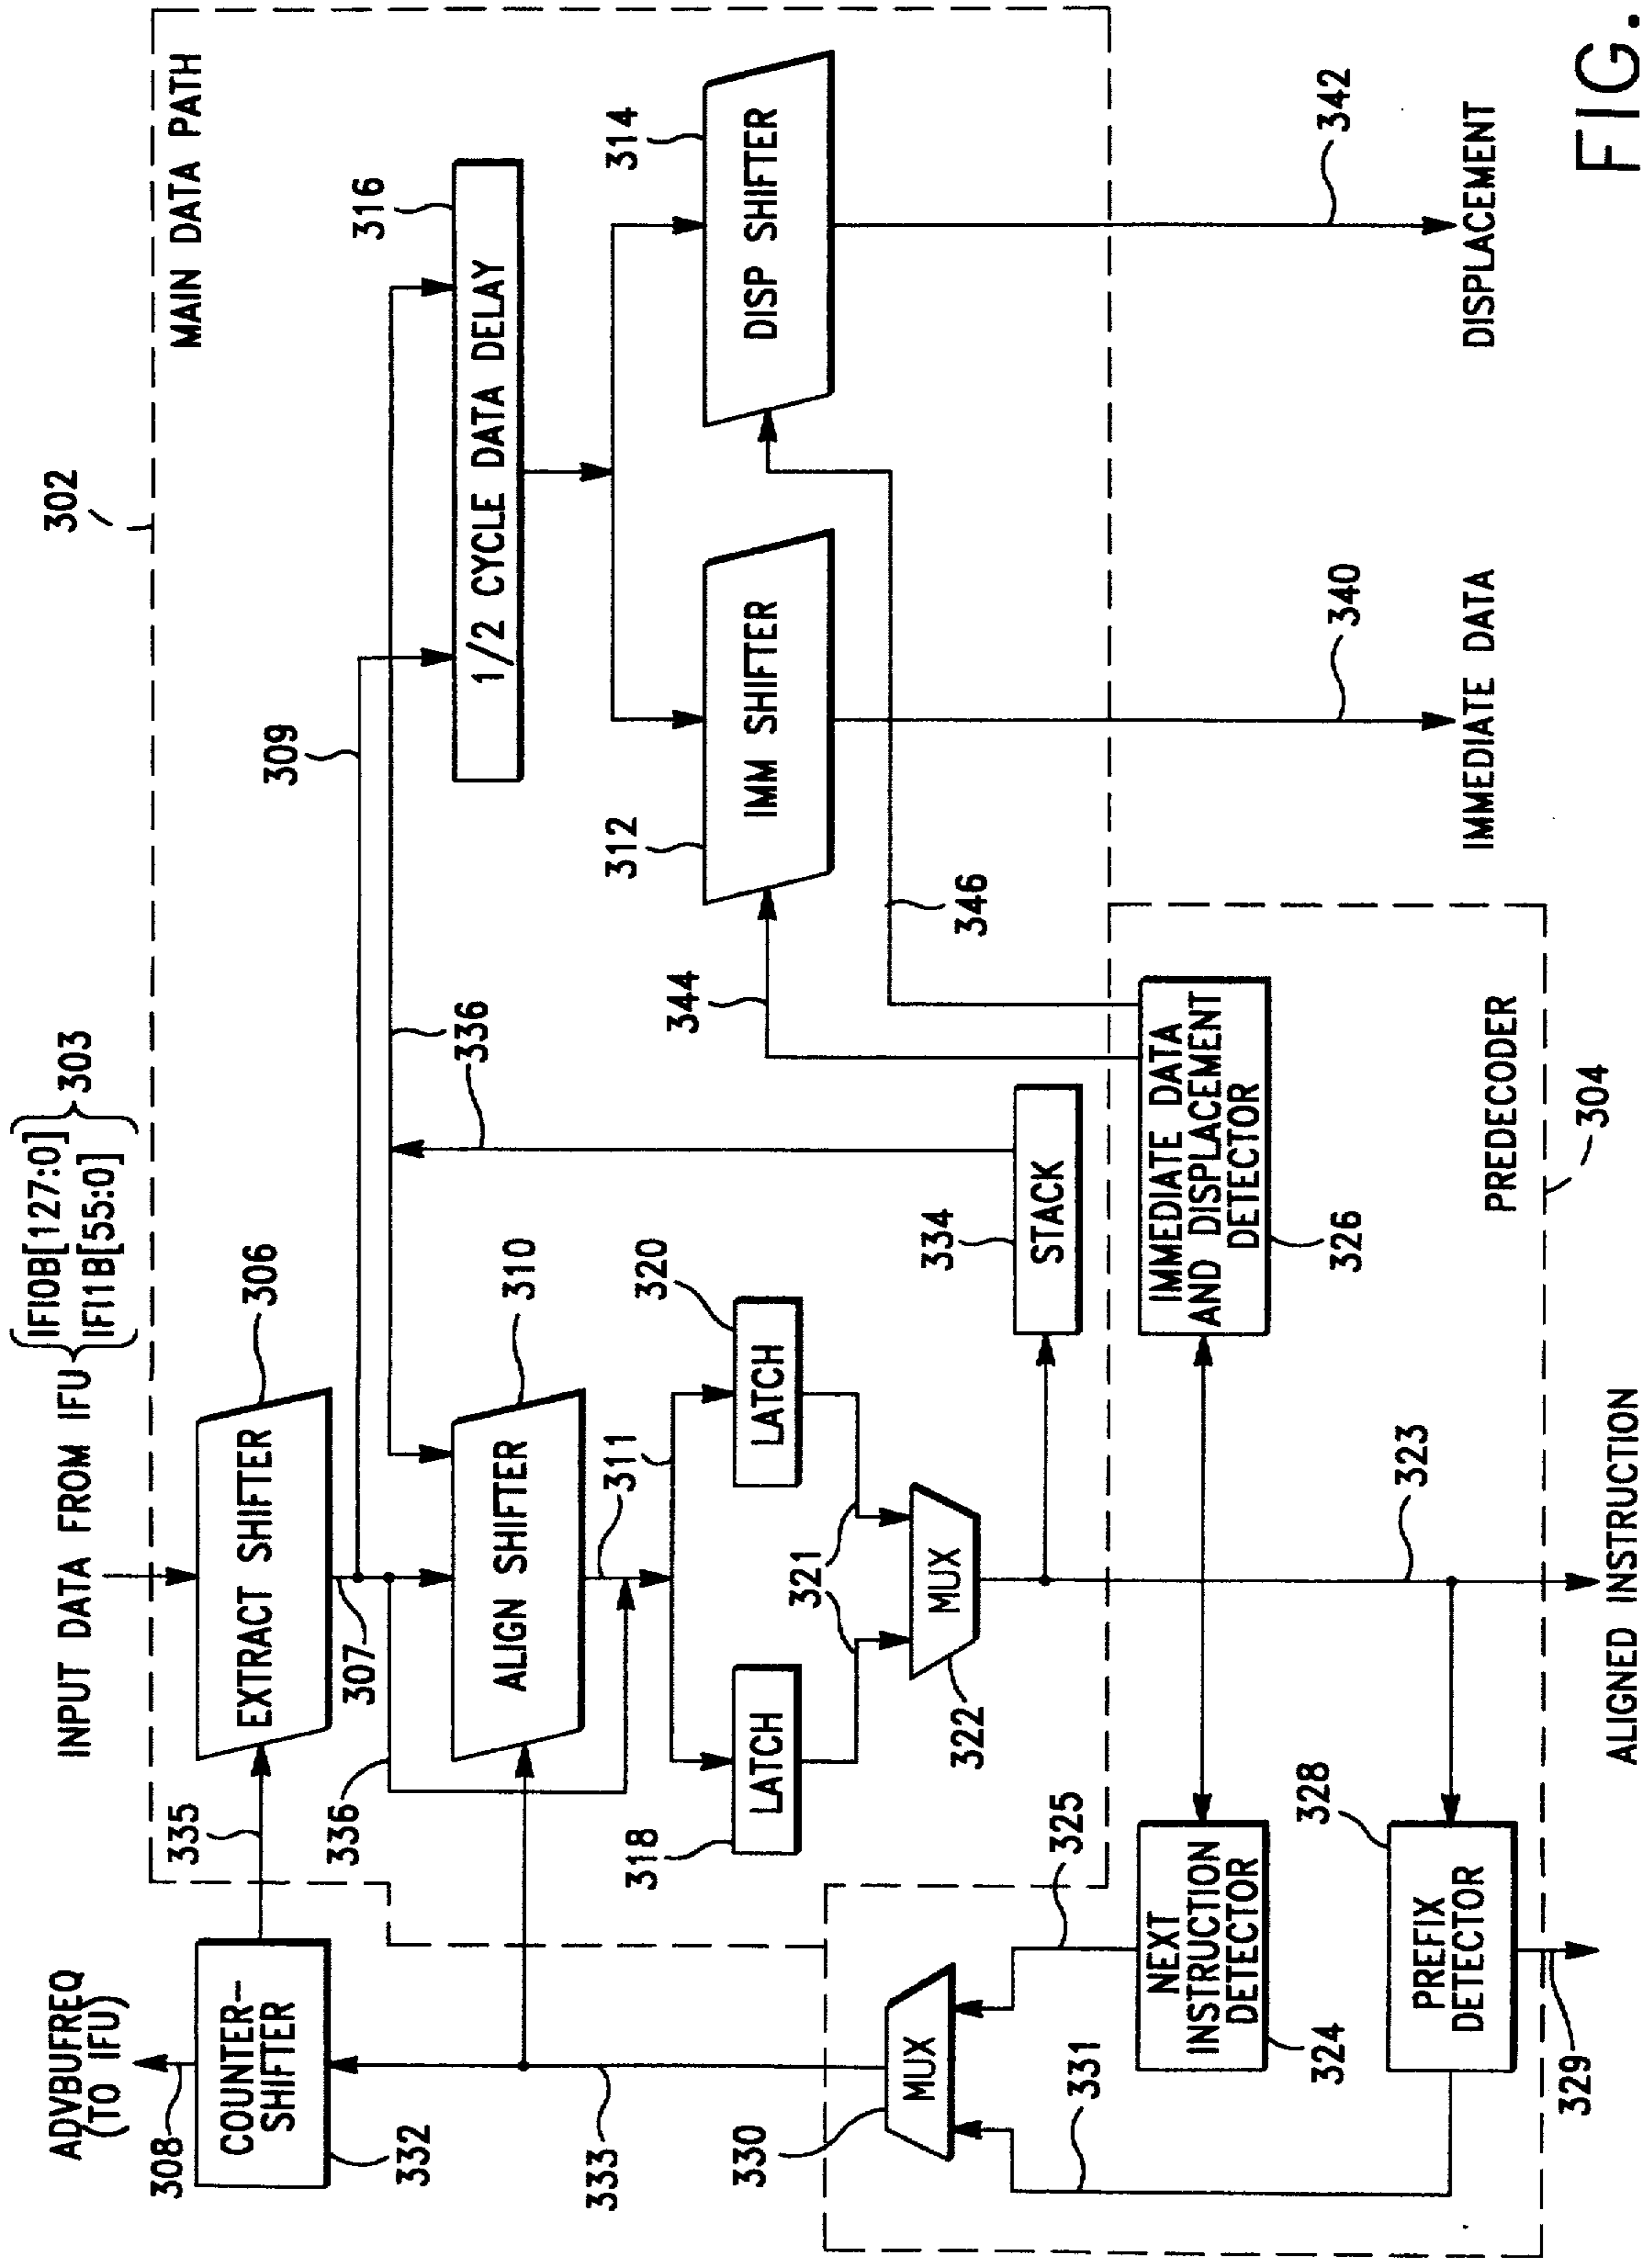 INPUT DATA FROM IFU
IFI0B[127:0]
IFI1B[55:0]
303
ADVBUFREQ
(TO IFU)
308
COUNTER-
SHIFTER
332
335
EXTRACT SHIFTER
306
302
MAIN DATA PATH
307
309
336
336
ALIGN SHIFTER
310
311
311
1/2 CYCLE DATA DELAY
316
318
LATCH
LATCH
320
321
MUX
322
312
IMM SHIFTER
DISP SHIFTER
314
344
346
334
STACK
333
330
MUX
325
331
NEXT
INSTRUCTION
DETECTOR
324
IMMEDIATE DATA
AND DISPLACEMENT
DETECTOR
326
328
PREFIX
DETECTOR
329
323
PREDECODER
304
340
342
ALIGNED INSTRUCTION
IMMEDIATE DATA
DISPLACEMENT
FIG.